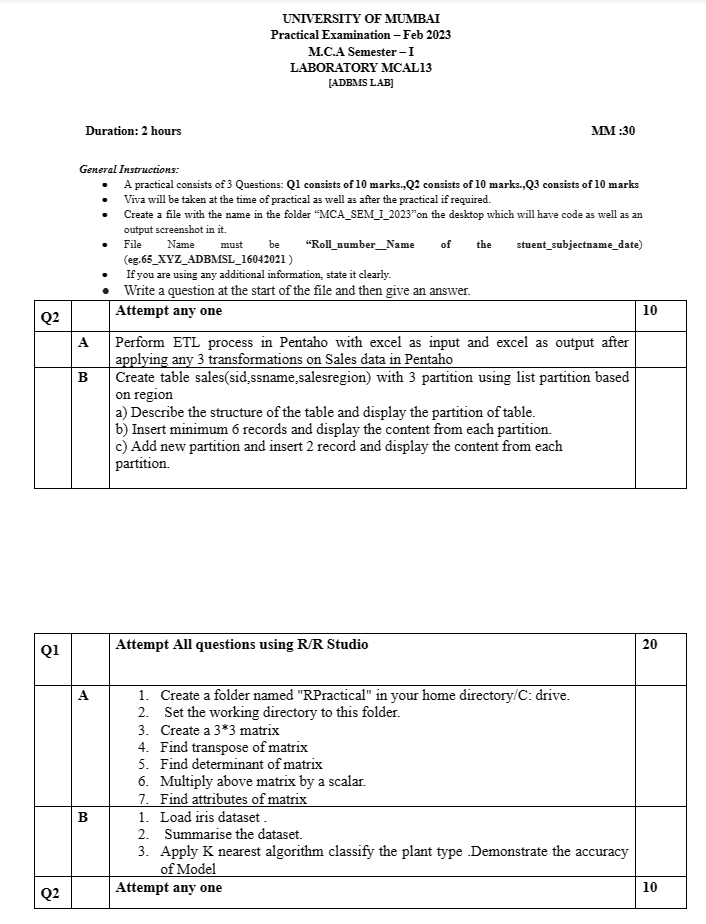 UNIVERSITY OF MUMBAI
Practical Examination – Feb 2023
M.C.A Semester – I
LABORATORY MCAL13
[ADBMS LAB]
Duration: 2 hours MM :30
General Instructions:
• A practical consists of 3 Questions: Q1 consists of 10 marks.,Q2 consists of 10 marks.,Q3 consists of 10 marks
• Viva will be taken at the time of practical as well as after the practical if required.
• Create a file with the name in the folder “MCA_SEM_I_2023”on the desktop which will have code as well as an
output screenshot in it.
• File Name must be “Roll_number__Name of the stuent_subjectname_date)
(eg.65_XYZ_ADBMSL_16042021 )
• If you are using any additional information, state it clearly.
• Write a question at the start of the file and then give an answer.
Q2 Attempt any one 10
A Perform ETL process in Pentaho with excel as input and excel as output after
applying any 3 transformations on Sales data in Pentaho
B Create table sales(sid,ssname,salesregion) with 3 partition using list partition based
on region
a) Describe the structure of the table and display the partition of table.
b) Insert minimum 6 records and display the content from each partition.
c) Add new partition and insert 2 record and display the content from each
partition.
Q1 Attempt All questions using R/R Studio 20
A 1. Create a folder named "RPractical" in your home directory/C: drive.
2. Set the working directory to this folder.
3. Create a 3*3 matrix
4. Find transpose of matrix
5. Find determinant of matrix
6. Multiply above matrix by a scalar.
7. Find attributes of matrix
B 1. Load iris dataset .
2. Summarise the dataset.
3. Apply K nearest algorithm classify the plant type .Demonstrate the accuracy
of Model
Q2 Attempt any one 10